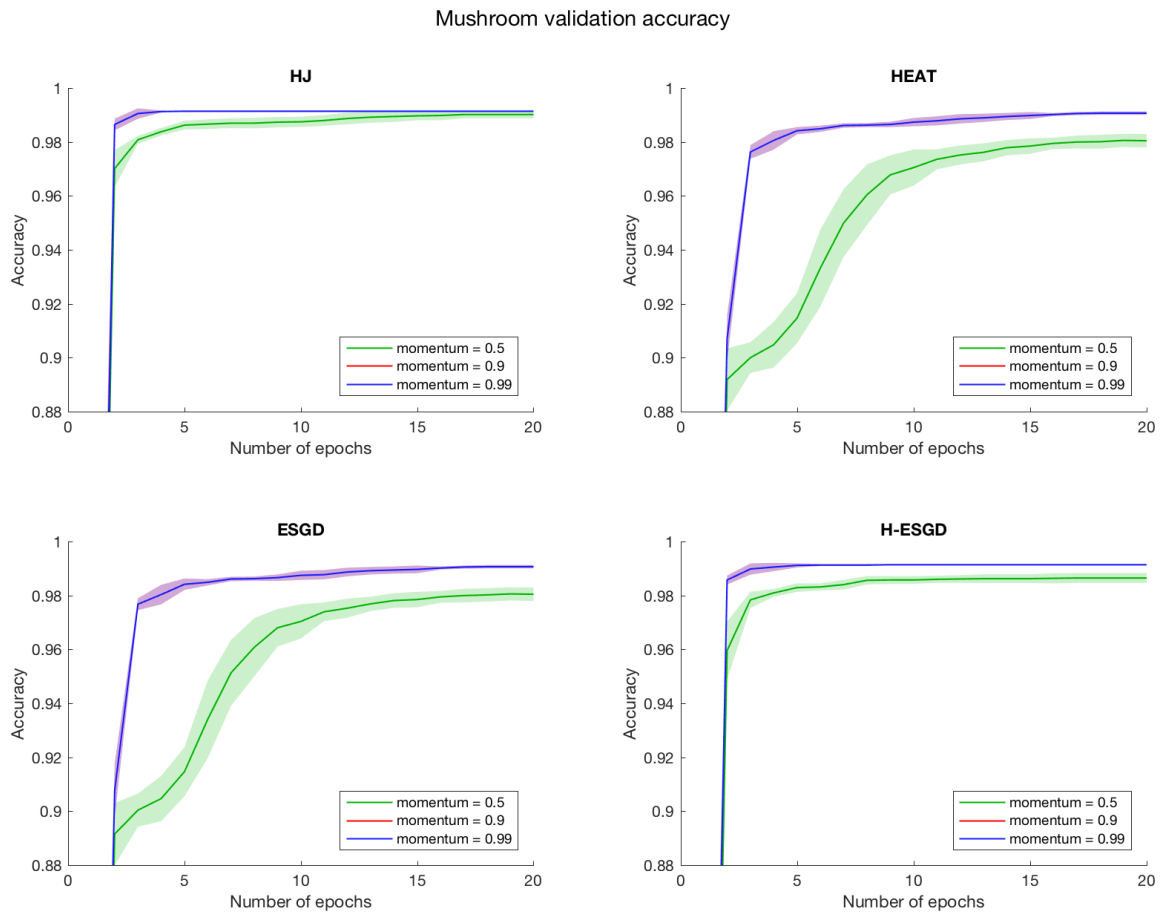 Mushroom validation accuracy
HJ
1
0.98
0.96
0.94
0.92
0.9
0.88
Accuracy
0
5
10
15
20
Number of epochs
momentum = 0.5
momentum = 0.9
momentum = 0.99
HEAT
1
0.98
0.96
0.94
0.92
0.9
0.88
Accuracy
0
5
10
15
20
Number of epochs
momentum = 0.5
momentum = 0.9
momentum = 0.99
ESGD
1
0.98
0.96
0.94
0.92
0.9
0.88
Accuracy
0
5
10
15
20
Number of epochs
momentum = 0.5
momentum = 0.9
momentum = 0.99
H-ESGD
1
0.98
0.96
0.94
0.92
0.9
0.88
Accuracy
0
5
10
15
20
Number of epochs
momentum = 0.5
momentum = 0.9
momentum = 0.99